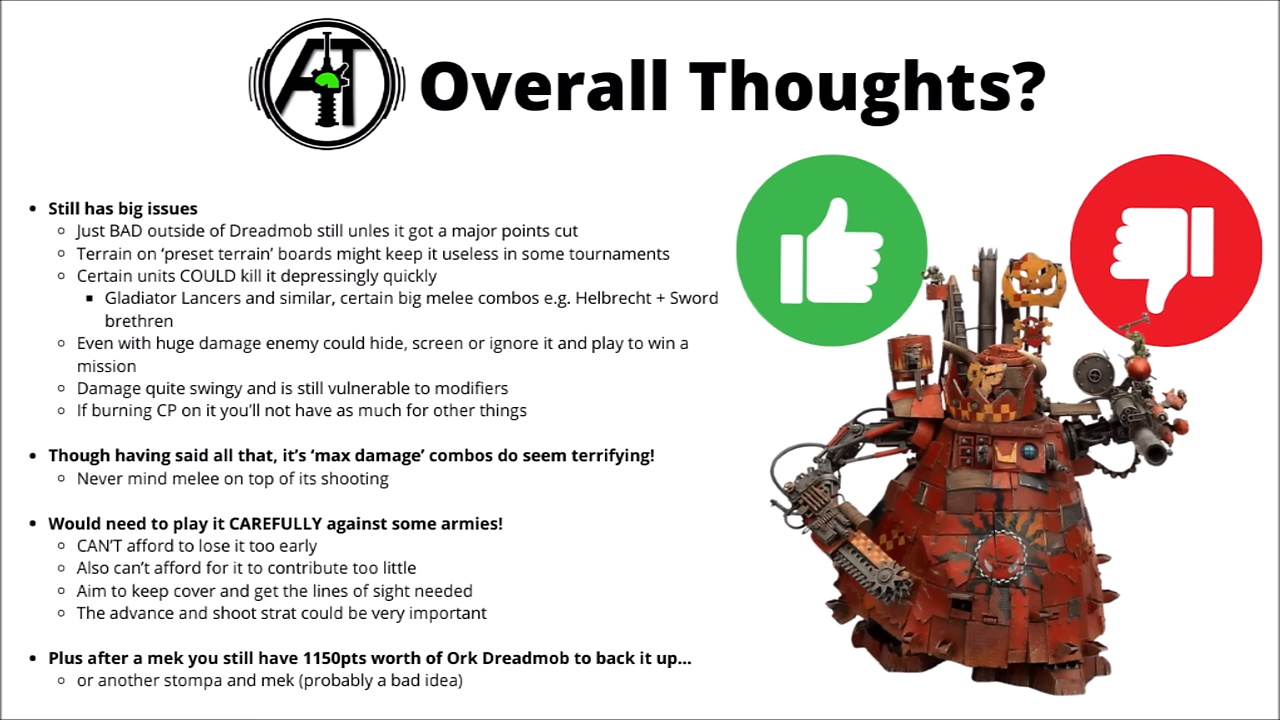 AT
Overall Thoughts?
• Still has big issues
◦ Just BAD outside of Dreadmob still unles it got a major points cut
◦ Terrain on ‘preset terrain’ boards might keep it useless in some tournaments
◦ Certain units COULD kill it depressingly quickly
▪ Gladiator Lancers and similar, certain big melee combos e.g. Helbrecht + Sword
brethren
◦ Even with huge damage enemy could hide, screen or ignore it and play to win a
mission
◦ Damage quite swingy and is still vulnerable to modifiers
◦ If burning CP on it you’ll not have as much for other things
• Though having said all that, it’s ‘max damage’ combos do seem terrifying!
◦ Never mind melee on top of its shooting
• Would need to play it CAREFULLY against some armies!
◦ CAN’T afford to lose it too early
◦ Also can’t afford for it to contribute too little
◦ Aim to keep cover and get the lines of sight needed
◦ The advance and shoot strat could be very important
• Plus after a mek you still have 1150pts worth of Ork Dreadmob to back it up...
◦ or another stompa and mek (probably a bad idea)